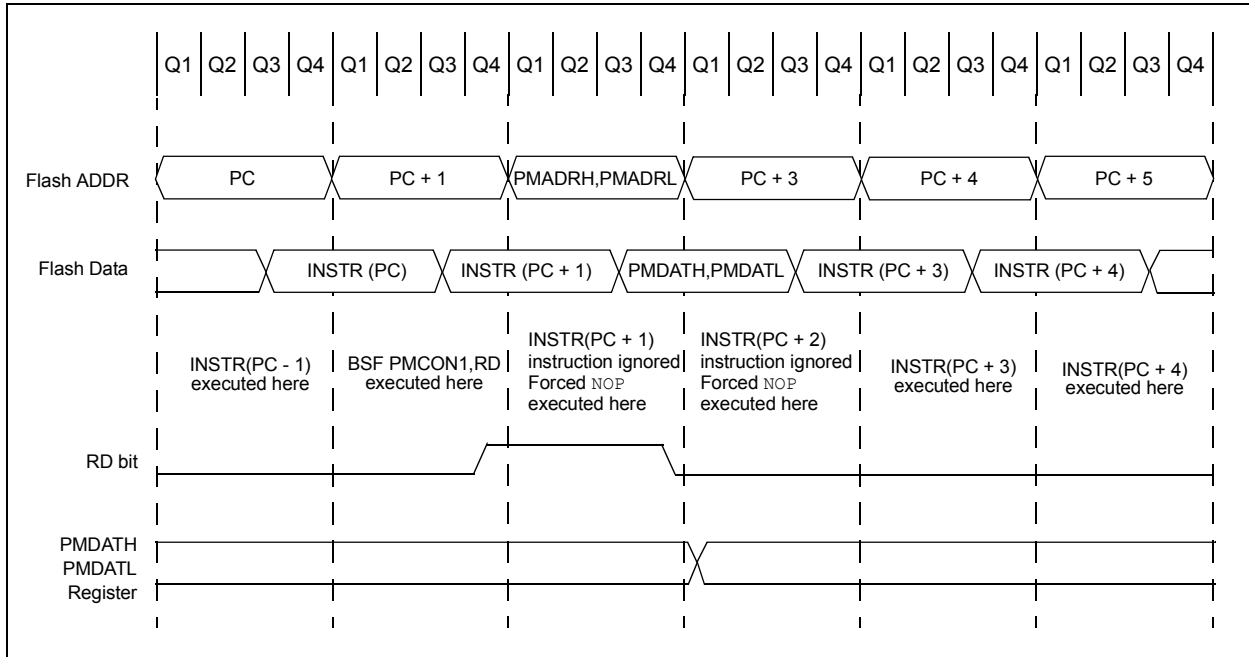 Q1 Q2 Q3 Q4 Q1 Q2 Q3 Q4 Q1 Q2 Q3 Q4 Q1 Q2 Q3 Q4 Q1 Q2 Q3 Q4 Q1 Q2 Q3 Q4
Flash ADDR PC PC + 1 PMADRH,PMADRL PC + 3 PC + 4 PC + 5
Flash Data INSTR (PC) INSTR (PC + 1) PMDATH,PMDATL INSTR (PC + 3) INSTR (PC + 4)
INSTR(PC - 1)
executed here
BSF PMCON1,RD
executed here
INSTR(PC + 1)
instruction ignored
Forced NOP
executed here
INSTR(PC + 2)
instruction ignored
Forced NOP
executed here
INSTR(PC + 3)
executed here
INSTR(PC + 4)
executed here
RD bit
PMDATH
PMDATL
Register